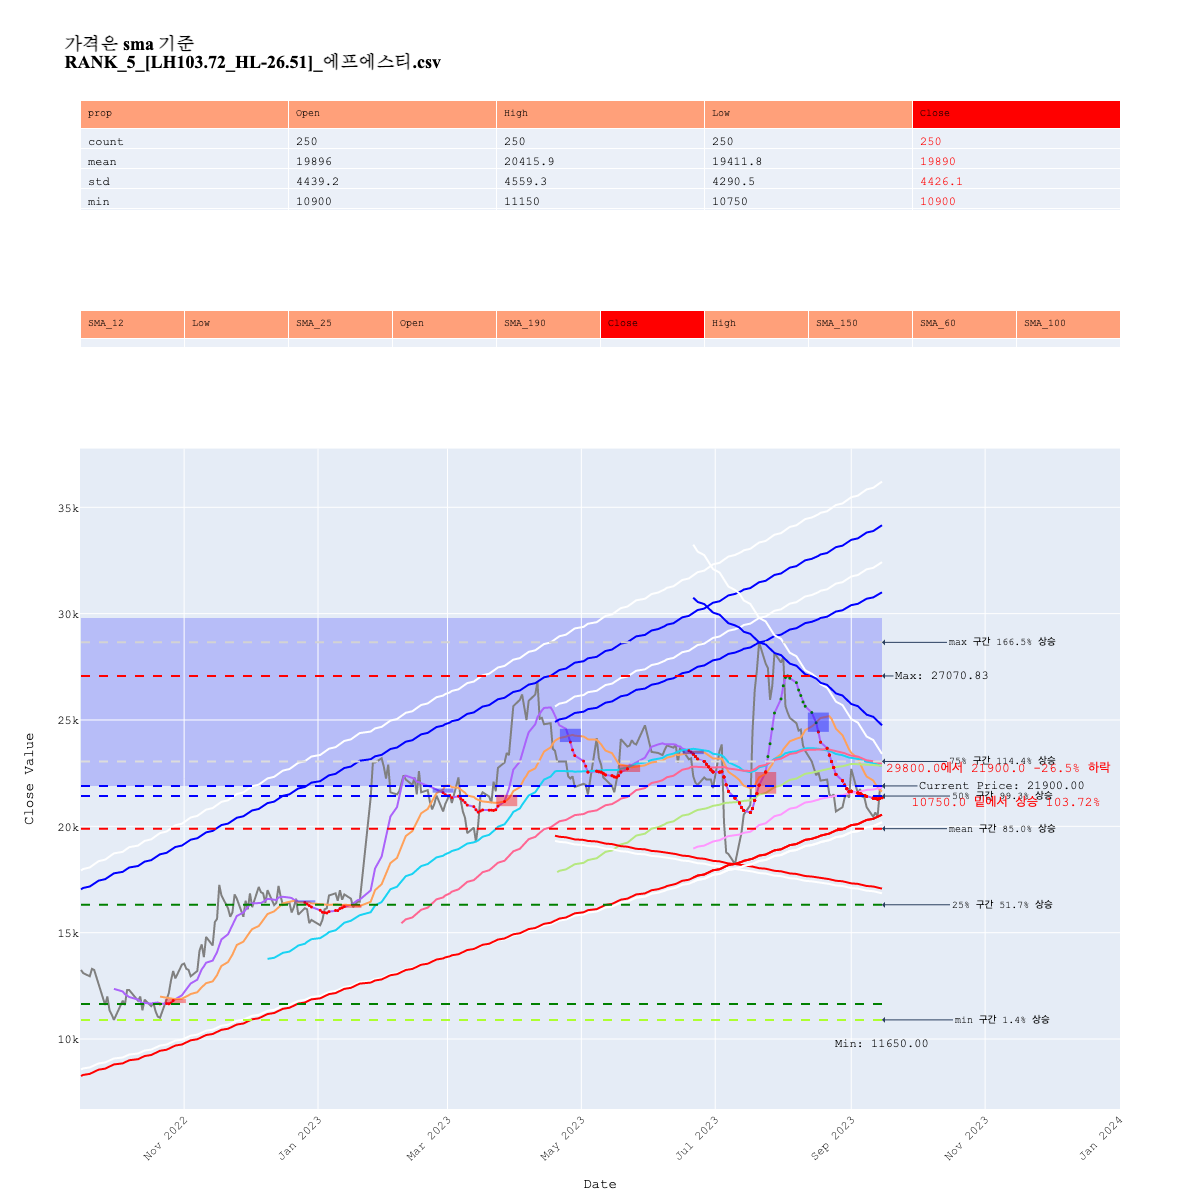 가격은 sma 기준
RANK_5_[LH103.72_HL-26.51]_에프에스티.csv
prop Open High Low Close
count 250 250 250 250
mean 19896 20415.9 19411.8 19890
std 4439.2 4559.3 4290.5 4426.1
min 10900 11150 10750 10900
SMA_12 Low SMA_25 Open SMA_190 Close High SMA_150 SMA_60 SMA_100
35k
30k
max 구간 166.5% 상승
Max: 27070.83
25k
75% 구간 114.4% 상승
29800.0에서 21900.0 -26.5% 하락
Current Price: 21900.00
50% 구간 99.3% 상승
10750.0 밑에서 상승 103.72%
20k
mean 구간 85.0% 상승
25% 구간 51.7% 상승
15k
min 구간 1.4% 상승
10k
Min: 11650.00
Close Value
Nov 2022 Jan 2023 Mar 2023 May 2023 Jul 2023 Sep 2023 Nov 2023 Jan 2024
Date